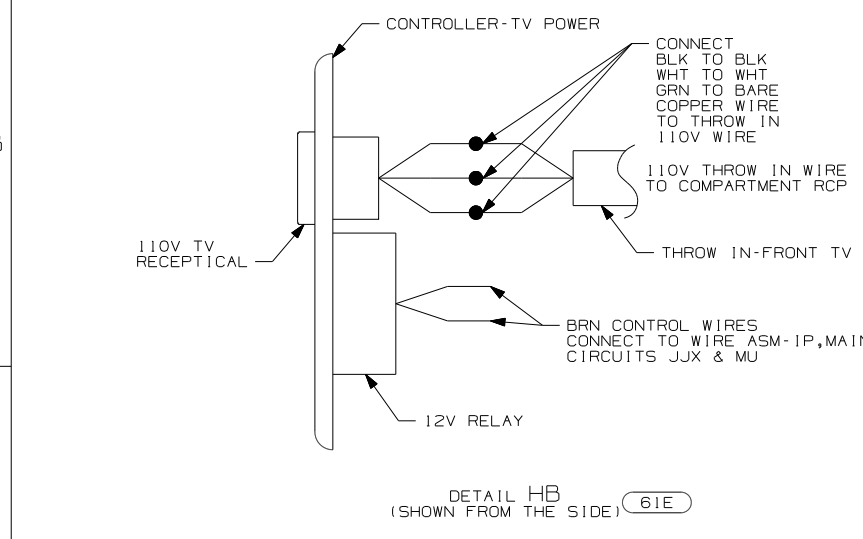 CONTROLLER-TV POWER
CONNECT
BLK TO BLK
WHT TO WHT
GRN TO BARE
COPPER WIRE
TO THROW IN
110V WIRE
110V THROW IN WIRE
TO COMPARTMENT RCP
110V TV
RECEPTICAL
THROW IN-FRONT TV
BRN CONTROL WIRES
CONNECT TO WIRE ASM-IP,MAIN
CIRCUITS JJX & MU
12V RELAY
DETAIL HB
(SHOWN FROM THE SIDE)
61E